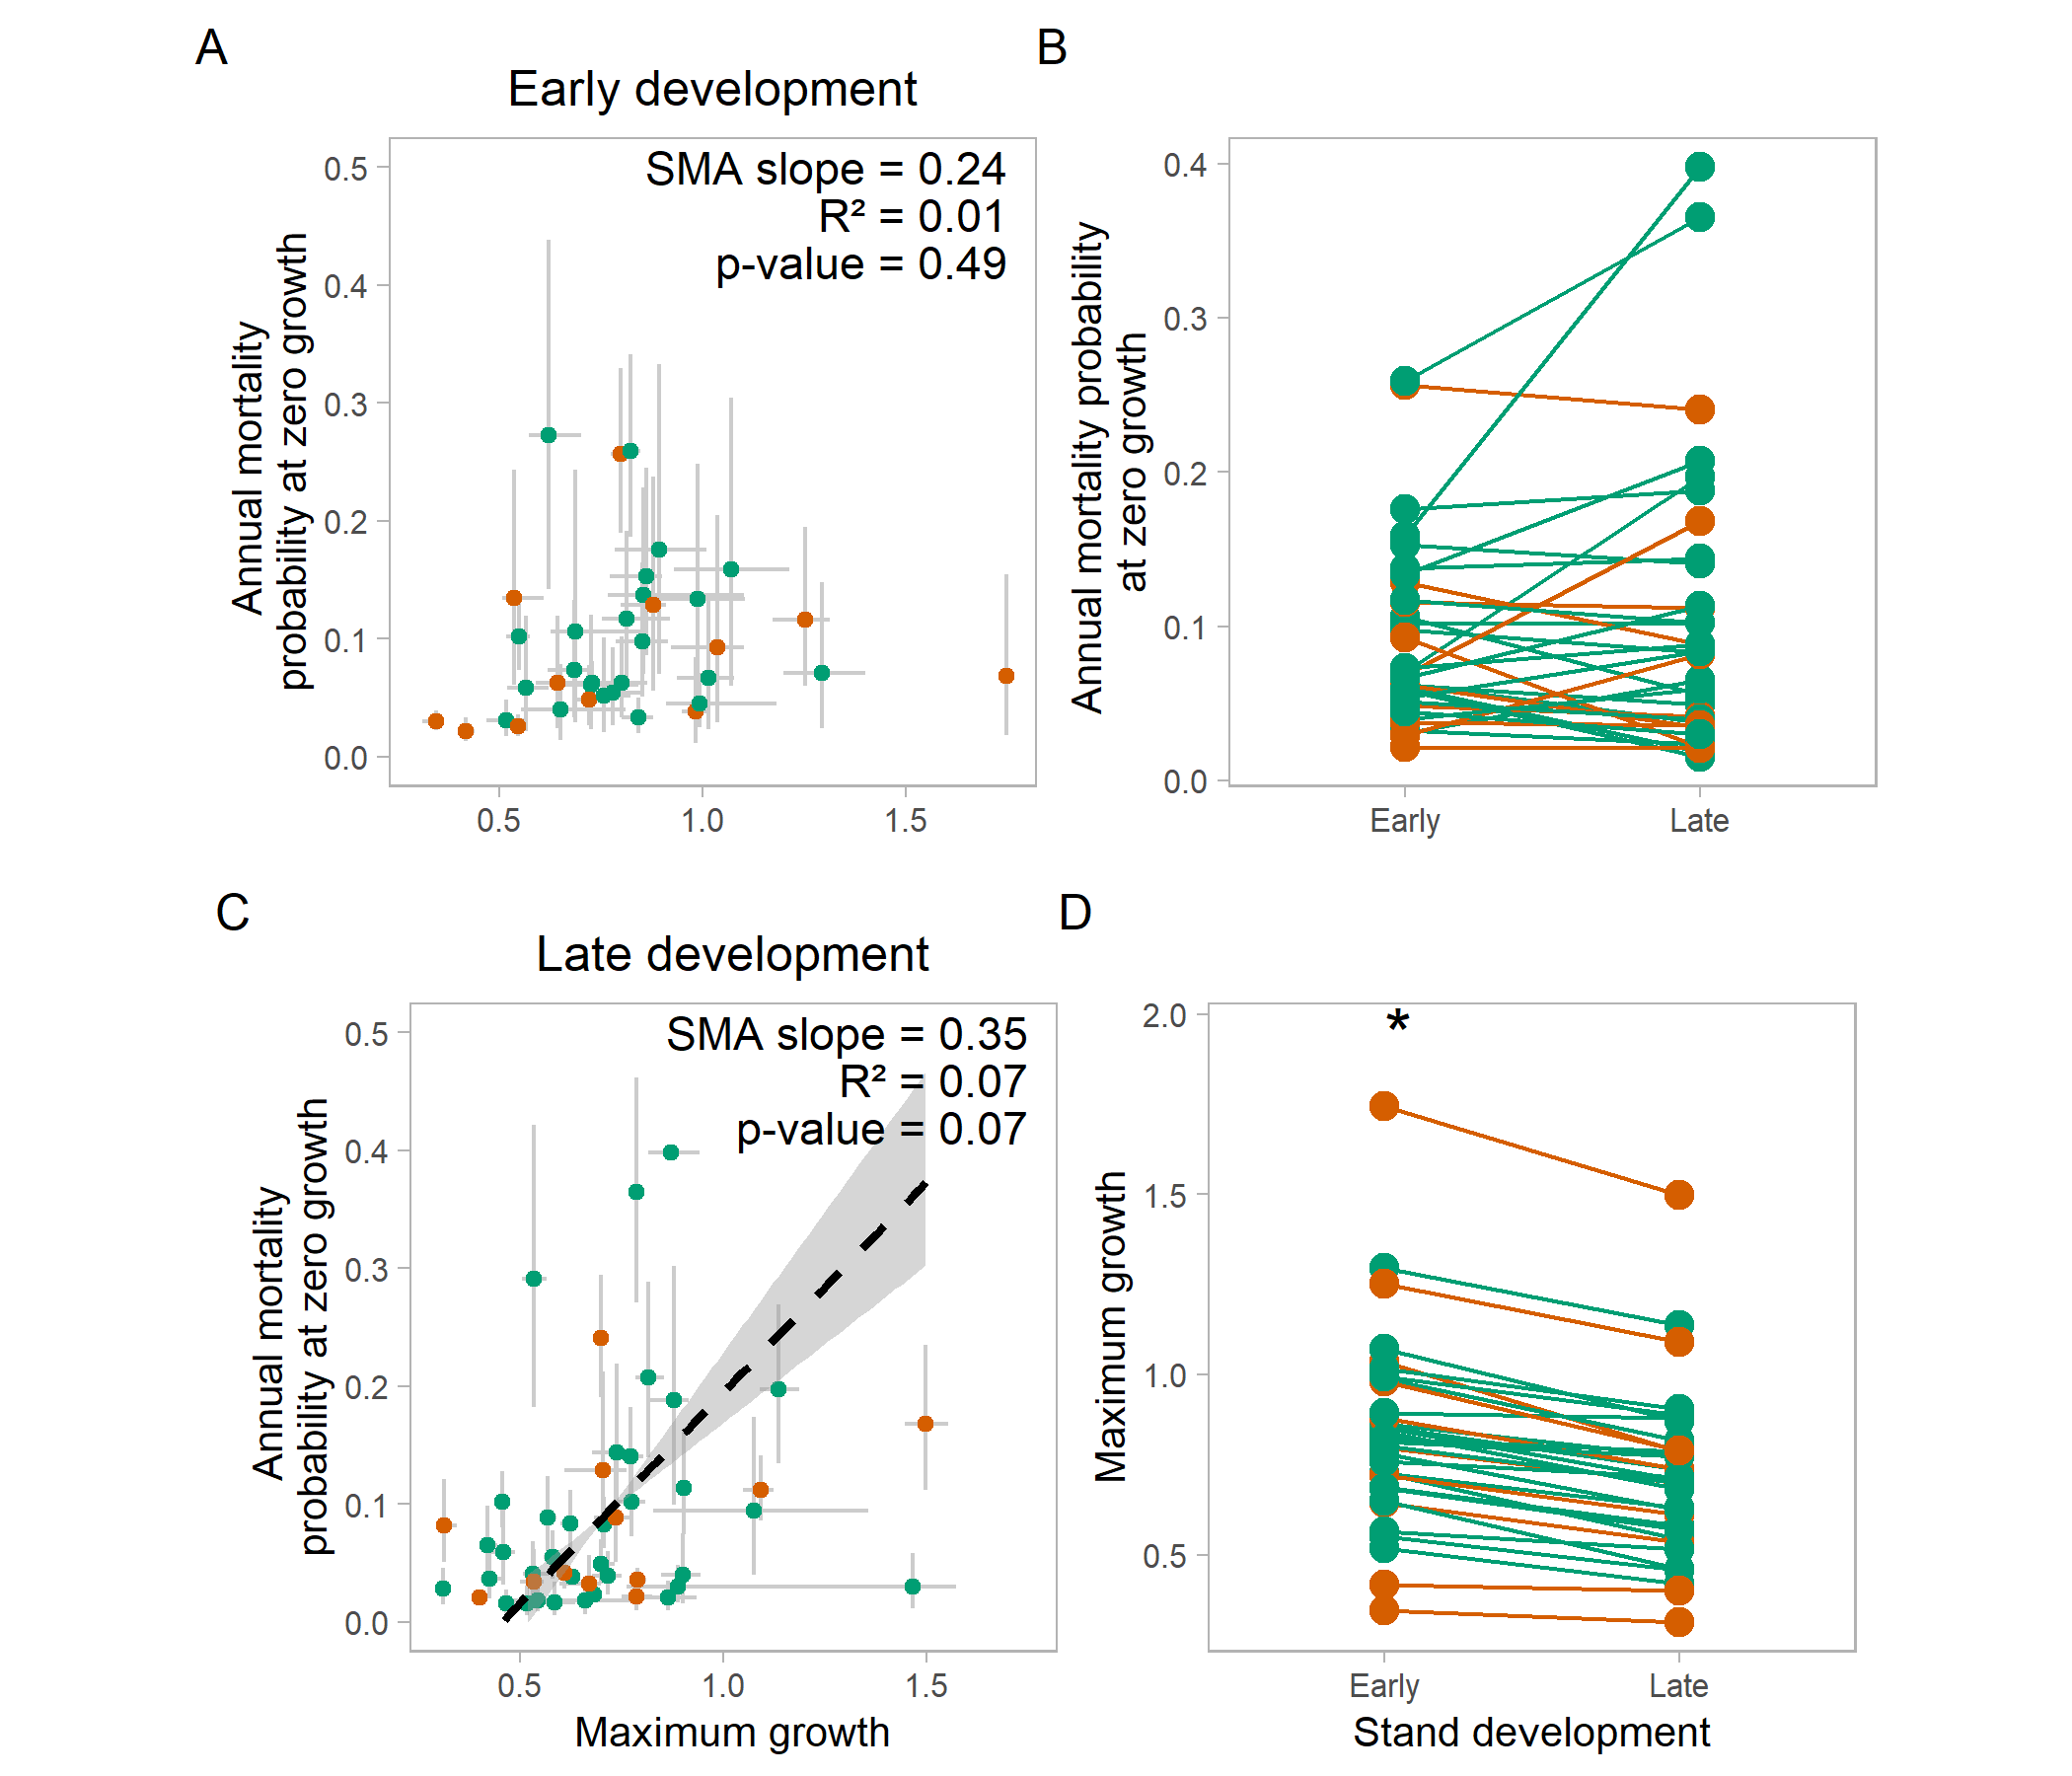 A
Early development
SMA slope = 0.24
R² = 0.01
p-value = 0.49
Annual mortality
probability at zero growth
0.5
0.4
0.3
0.2
0.1
0.0
0.5
1.0
1.5
B
Annual mortality probability
at zero growth
0.4
0.3
0.2
0.1
0.0
Early
Late
C
Late development
SMA slope = 0.35
R² = 0.07
p-value = 0.07
Annual mortality
probability at zero growth
0.5
0.4
0.3
0.2
0.1
0.0
0.5
1.0
1.5
Maximum growth
D
*
Maximum growth
2.0
1.5
1.0
0.5
Early
Late
Stand development